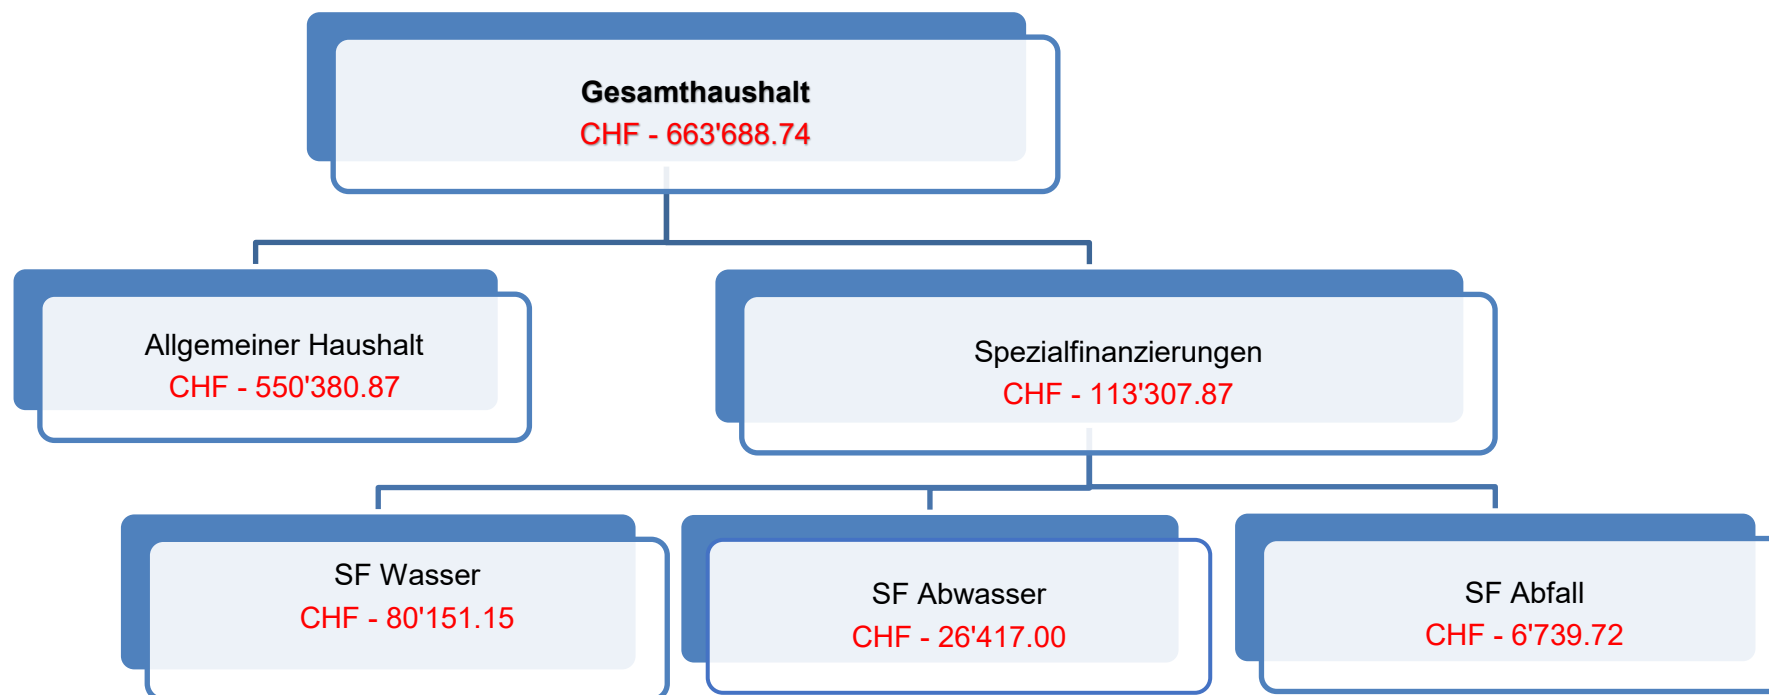 Gesamthaushalt
CHF - 663'688.74
Allgemeiner Haushalt
CHF - 550'380.87
Spezialfinanzierungen
CHF - 113'307.87
SF Wasser
CHF - 80'151.15
SF Abwasser
CHF - 26'417.00
SF Abfall
CHF - 6'739.72